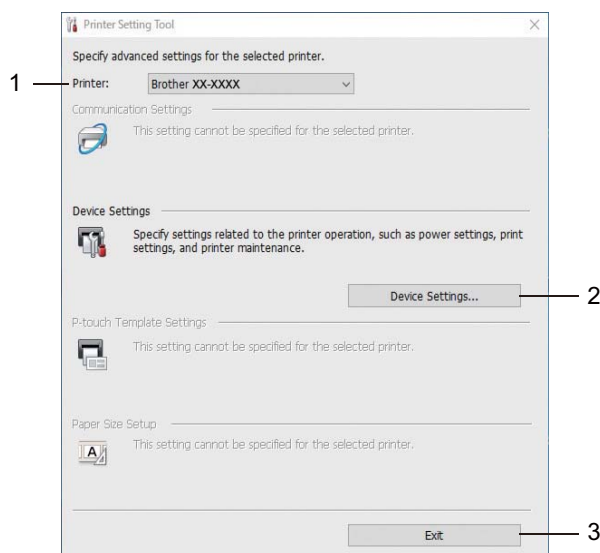 Printer Setting Tool
Specify advanced settings for the selected printer.
1 Printer: Brother XX-XXXX
Communication Settings
This setting cannot be specified for the selected printer.
Device Settings
Specify settings related to the printer operation, such as power settings, print
settings, and printer maintenance.
Device Settings... 2
P-touch Template Settings
This setting cannot be specified for the selected printer.
Paper Size Setup
A
This setting cannot be specified for the selected printer.
Exit 3